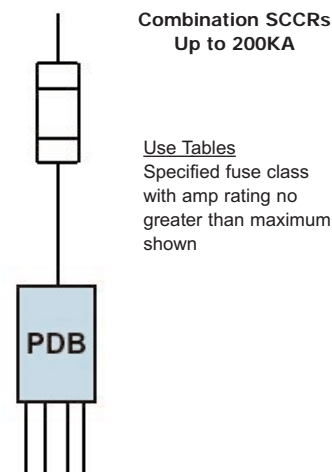 Combination SCCRs
Up to 200KA
Use Tables
Specified fuse class
with amp rating no
greater than maximum
shown
PDB